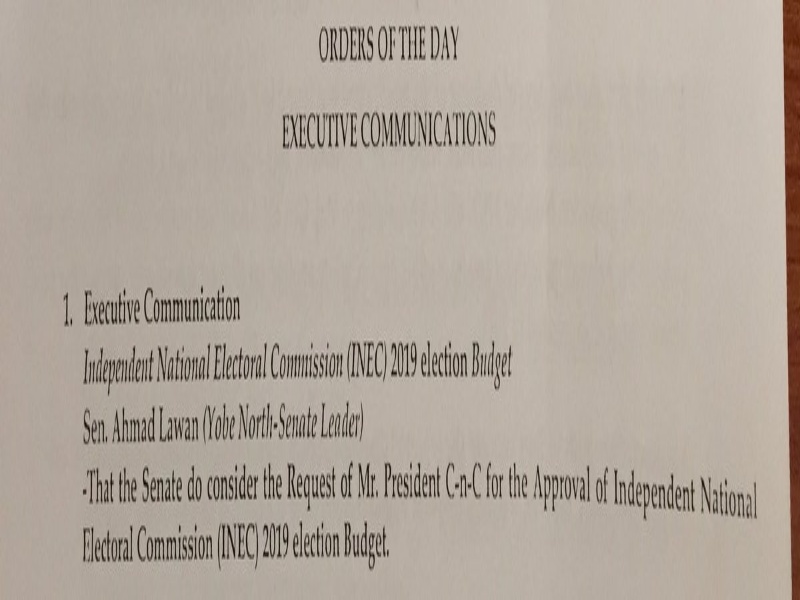 ORDERS OF THE DAY
EXECUTIVE COMMUNICATIONS
1. Executive Communication
Independent National Electoral Commission (INEC) 2019 election Budget
Sen. Ahmad Lawan (Yobe North-Senate Leader)
-That the Senate do consider the Request of Mr. President C-n-C for the Approval of Independent National
Electoral Commission (INEC) 2019 election Budget.